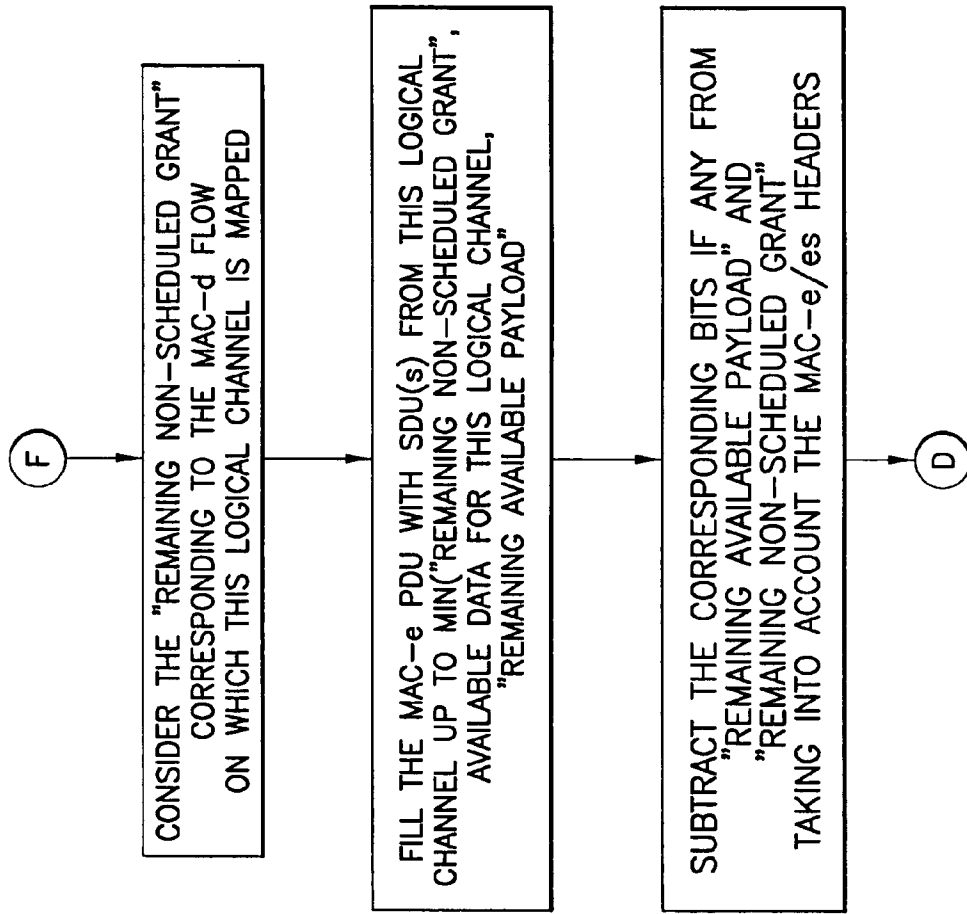 F
CONSIDER THE "REMAINING NON-SCHEDULED GRANT"
CORRESPONDING TO THE MAC-d FLOW
ON WHICH THIS LOGICAL CHANNEL IS MAPPED
FILL THE MAC-e PDU WITH SDU(s) FROM THIS LOGICAL
CHANNEL UP TO MIN("REMAINING NON-SCHEDULED GRANT",
AVAILABLE DATA FOR THIS LOGICAL CHANNEL,
"REMAINING AVAILABLE PAYLOAD"
SUBTRACT THE CORRESPONDING BITS IF ANY FROM
"REMAINING AVAILABLE PAYLOAD" AND
"REMAINING NON-SCHEDULED GRANT"
TAKING INTO ACCOUNT THE MAC-e/es HEADERS
D